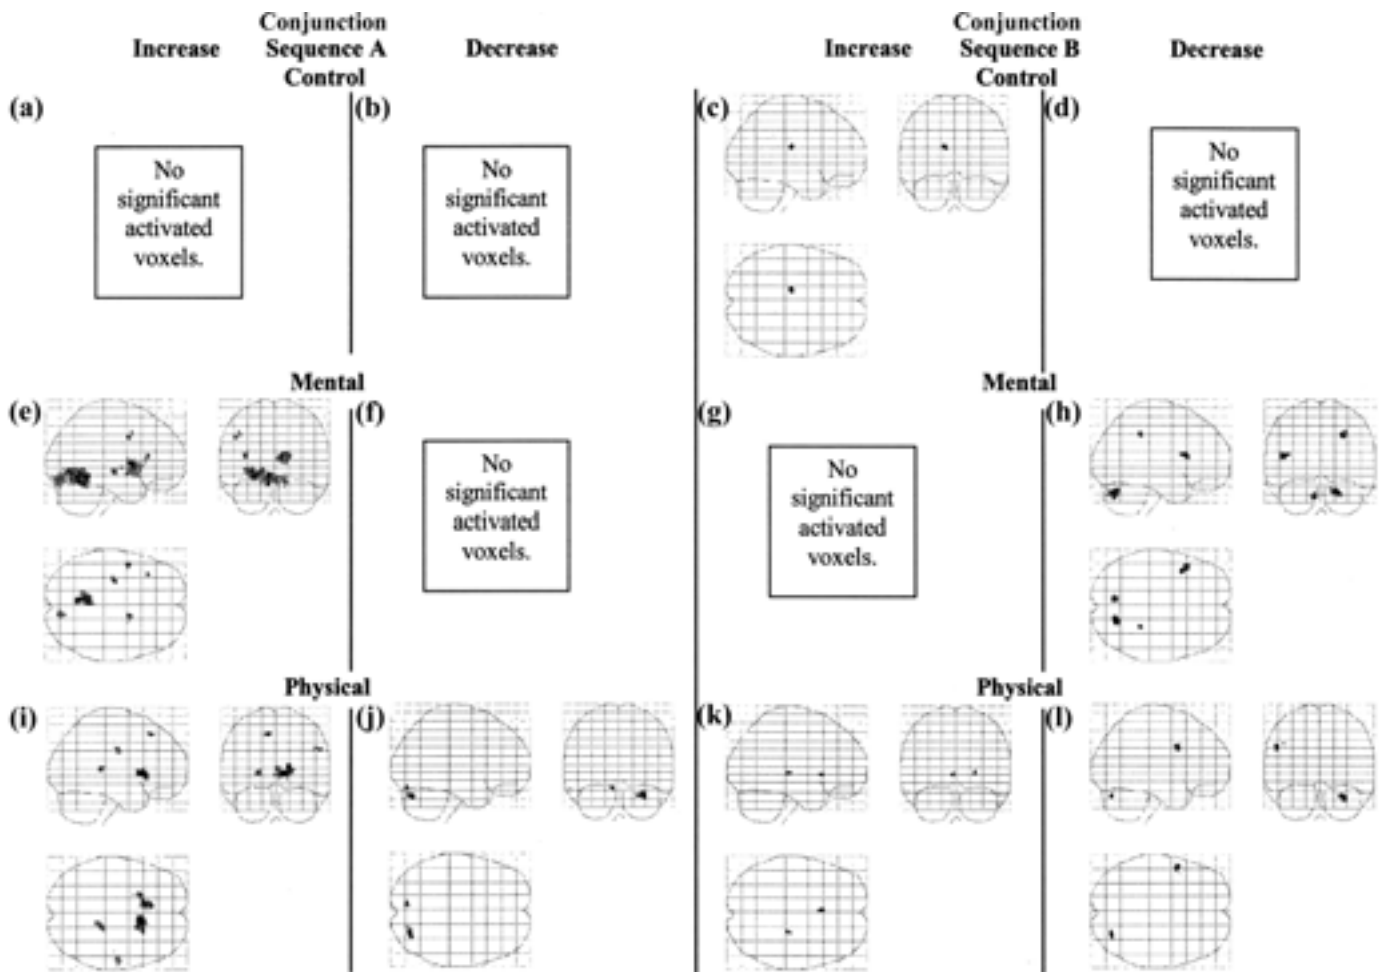 Conjunction
Increase Sequence A Decrease
Control
Conjunction
Increase Sequence B Decrease
Control
(a)
No
significant
activated
voxels.
(b)
No
significant
activated
voxels.
(c)
(d)
No
significant
activated
voxels.
Mental
Mental
(e)
(f)
No
significant
activated
voxels.
(g)
No
significant
activated
voxels.
(h)
Physical
Physical
(i)
(j)
(k)
(l)